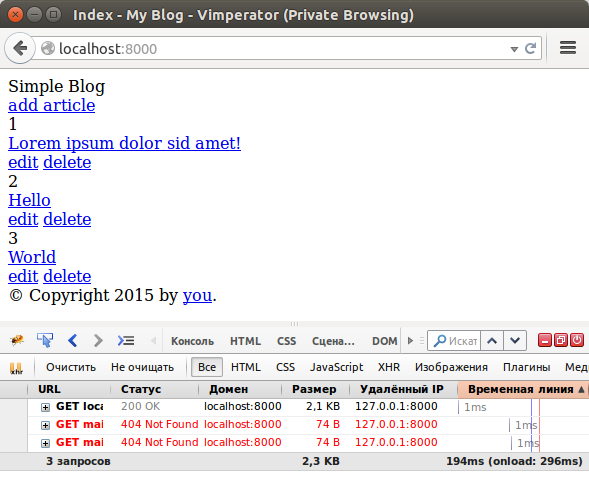 Index - My Blog - Vimperator (Private Browsing)
localhost:8000
Simple Blog
add article
1
Lorem ipsum dolor sid amet!
edit delete
2
Hello
edit delete
3
World
edit delete
© Copyright 2015 by you.
Консоль HTML CSS Сцена... DOM Искат
Очистить Не очищать Все HTML CSS JavaScript XHR Изображения Плагины Мед
URL Статус Домен Размер Удалённый IP Временная линия
GET loca 200 OK localhost:8000 2,1 KB 127.0.0.1:8000 1ms
GET mai 404 Not Found localhost:8000 74 B 127.0.0.1:8000 1ms
GET mai 404 Not Found localhost:8000 74 B 127.0.0.1:8000 1ms
3 запросов 2,3 KB 194ms (onload: 296ms)